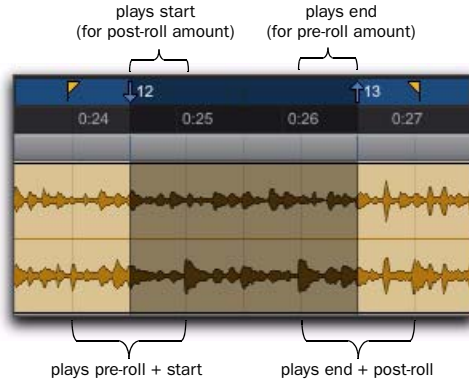 plays start
(for post-roll amount)
plays end
(for pre-roll amount)
12
13
0:24
0:25
0:26
0:27
plays pre-roll + start
plays end + post-roll